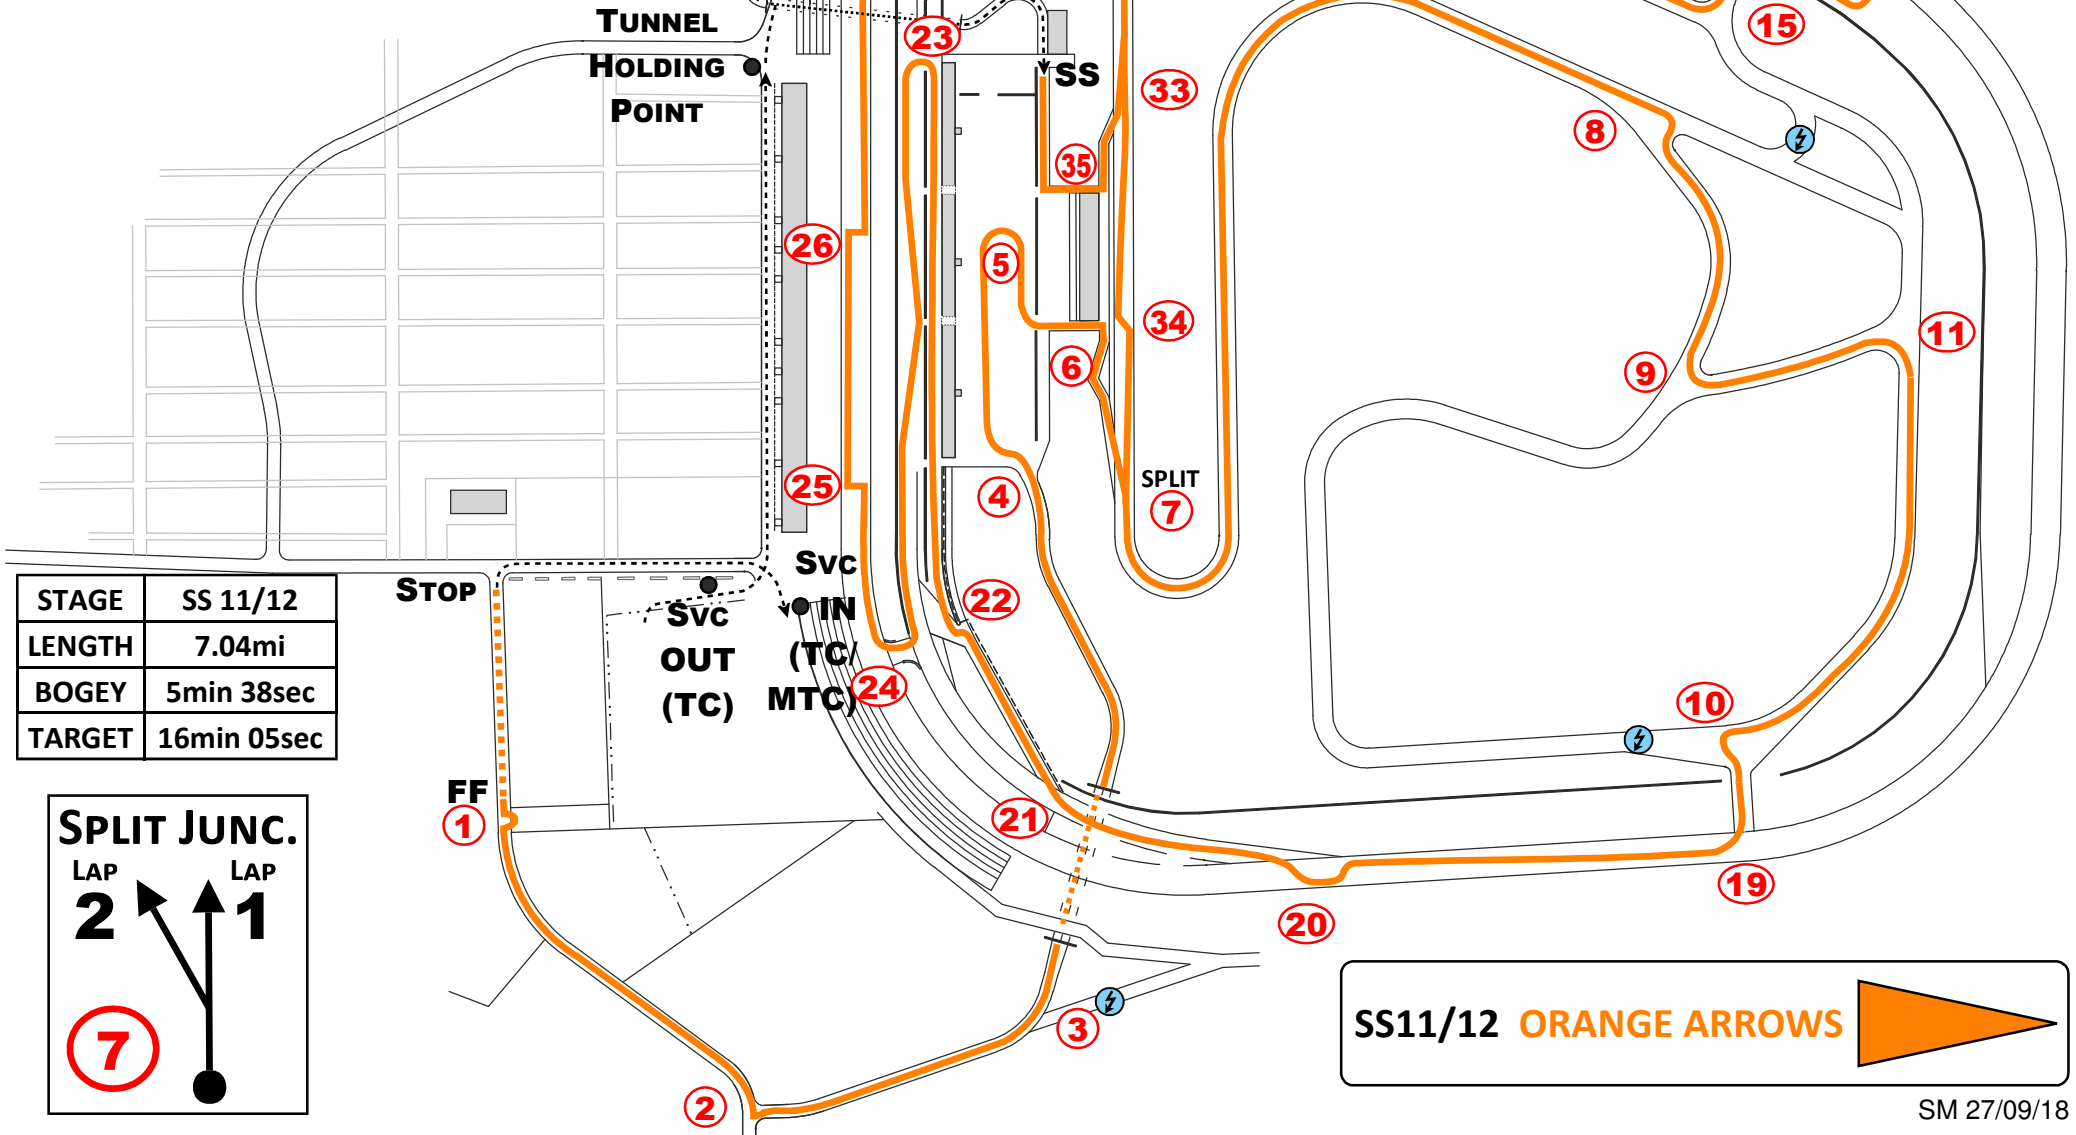 TUNNEL
HOLDING
POINT
23
SS
15
33
8
35
26
5
34
11
6
9
25
4
SPLIT
7
STOP
SVC
OUT
(TC)
SVC
IN
(TC/
MTC)
22
24
10
STAGE SS 11/12
LENGTH 7.04mi
BOGEY 5min 38sec
TARGET 16min 05sec
FF
1
21
19
20
SPLIT JUNC.
LAP LAP
2 1
7
3
2
SS11/12 ORANGE ARROWS
SM 27/09/18